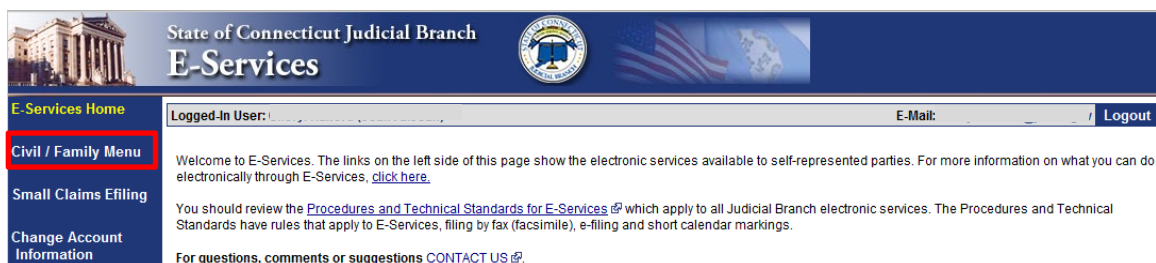 State of Connecticut Judicial Branch
E-Services
E-Services Home
Logged-In User:
E-Mail:
Logout
Civil / Family Menu
Small Claims Efiling
Change Account
Information
Welcome to E-Services. The links on the left side of this page show the electronic services available to self-represented parties. For more information on what you can do
electronically through E-Services, click here.
You should review the Procedures and Technical Standards for E-Services which apply to all Judicial Branch electronic services. The Procedures and Technical
Standards have rules that apply to E-Services, filing by fax (facsimile), e-filing and short calendar markings.
For questions, comments or suggestions CONTACT US.